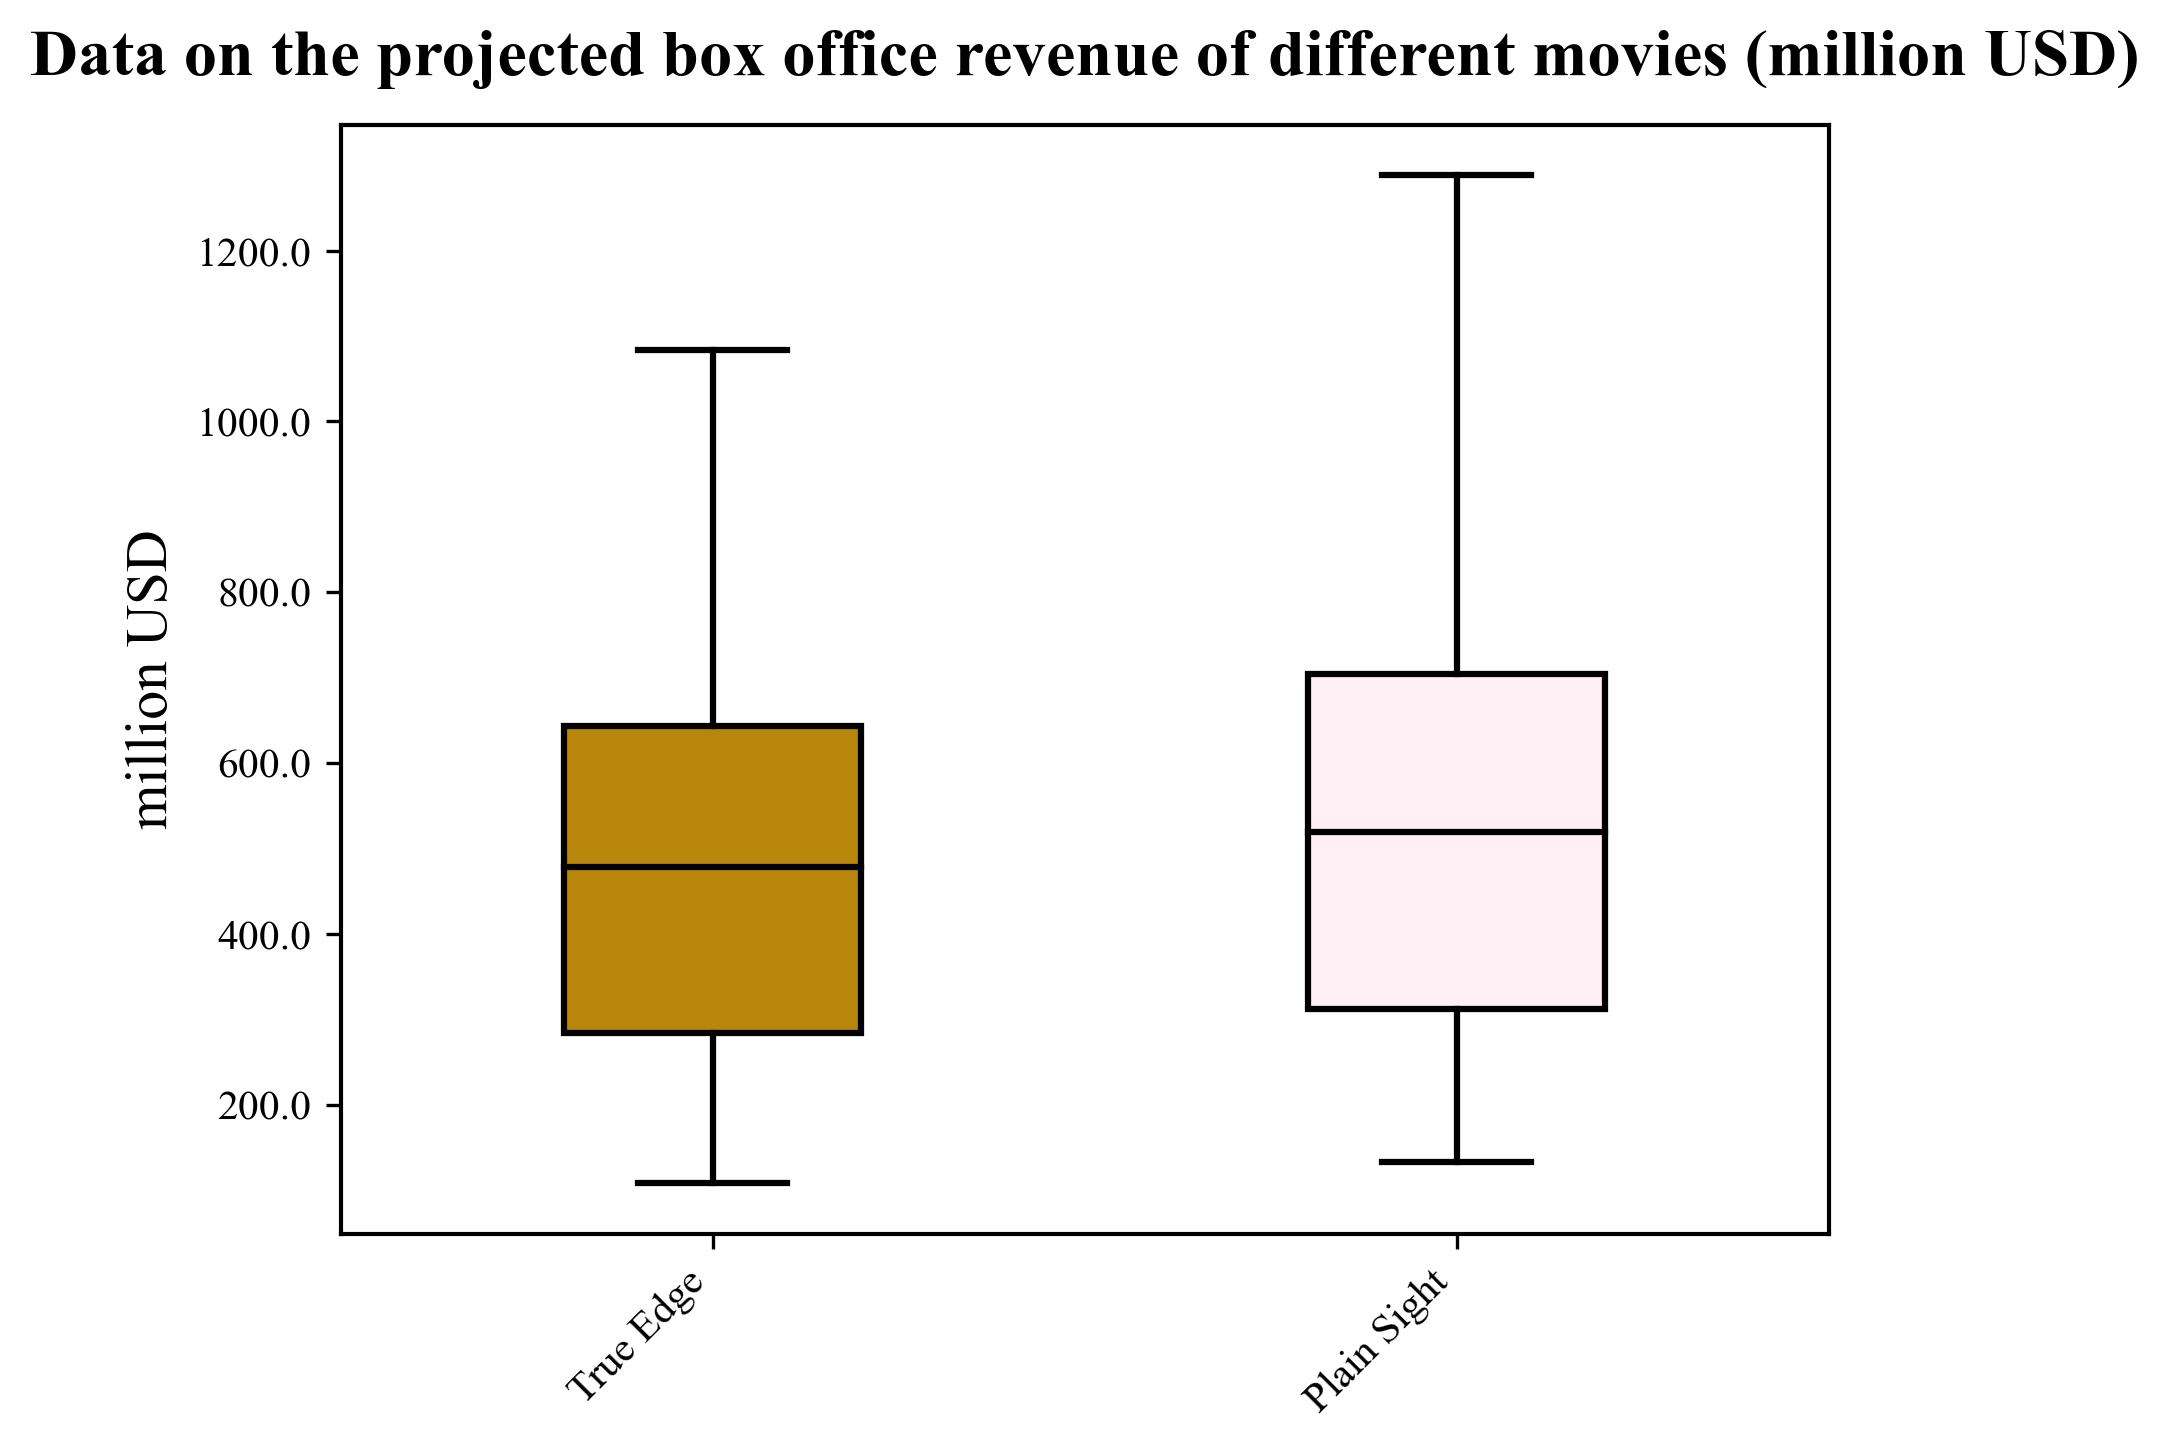 Data on the projected box office revenue of different movies (million USD)
million USD
1200.0
1000.0
800.0
600.0
400.0
200.0
True Edge
Plain Sight